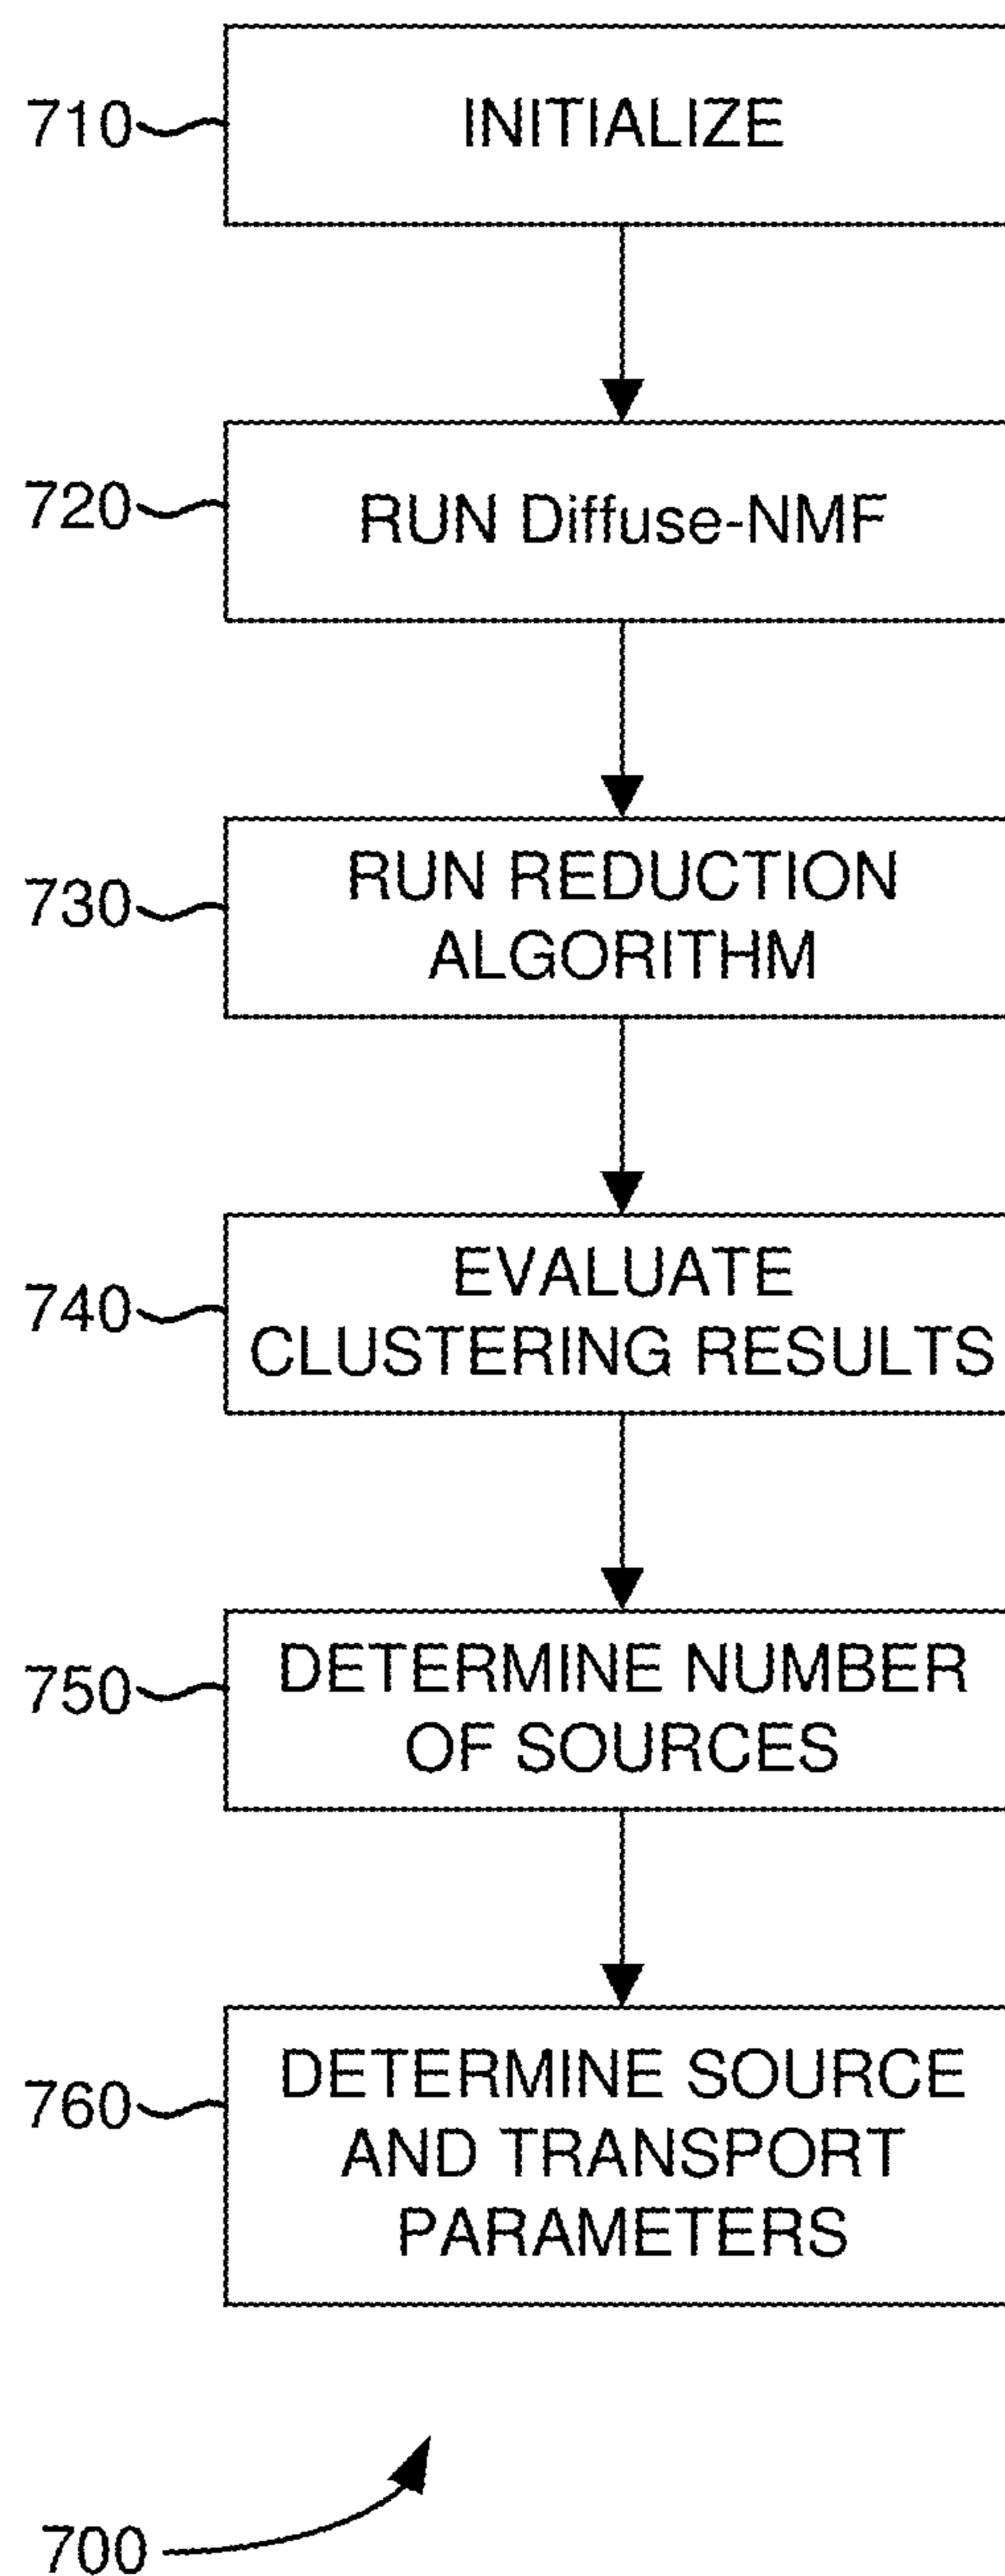 710
INITIALIZE
720
RUN Diffuse-NMF
730
RUN REDUCTION
ALGORITHM
740
EVALUATE
CLUSTERING RESULTS
750
DETERMINE NUMBER
OF SOURCES
760
DETERMINE SOURCE
AND TRANSPORT
PARAMETERS
700